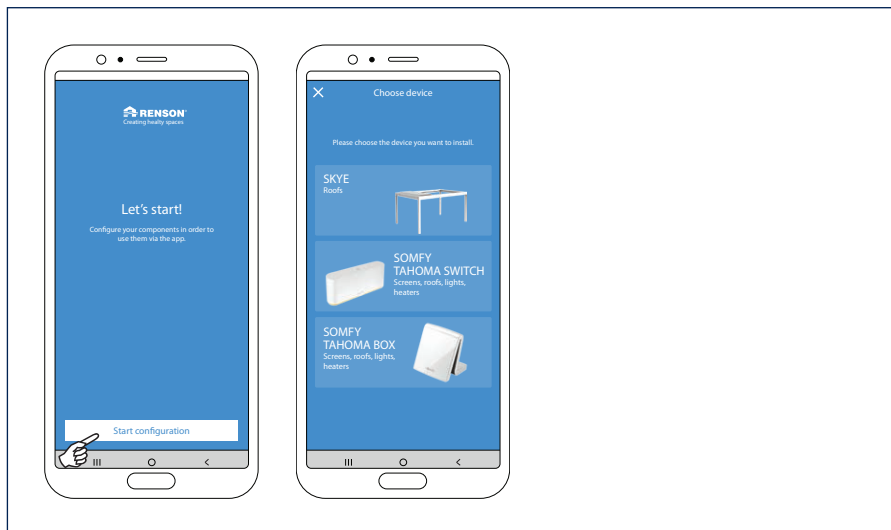 RENSON
Creating healty spaces
Let's start!
Configure your components in order to
use them via the app.
Start configuration
Choose device
Please choose the device you want to install.
SKYE
Roofs
SOMFY
TAHOMA SWITCH
Screens, roofs, lights,
heaters
SOMFY
TAHOMA BOX
Screens, roofs, lights,
heaters